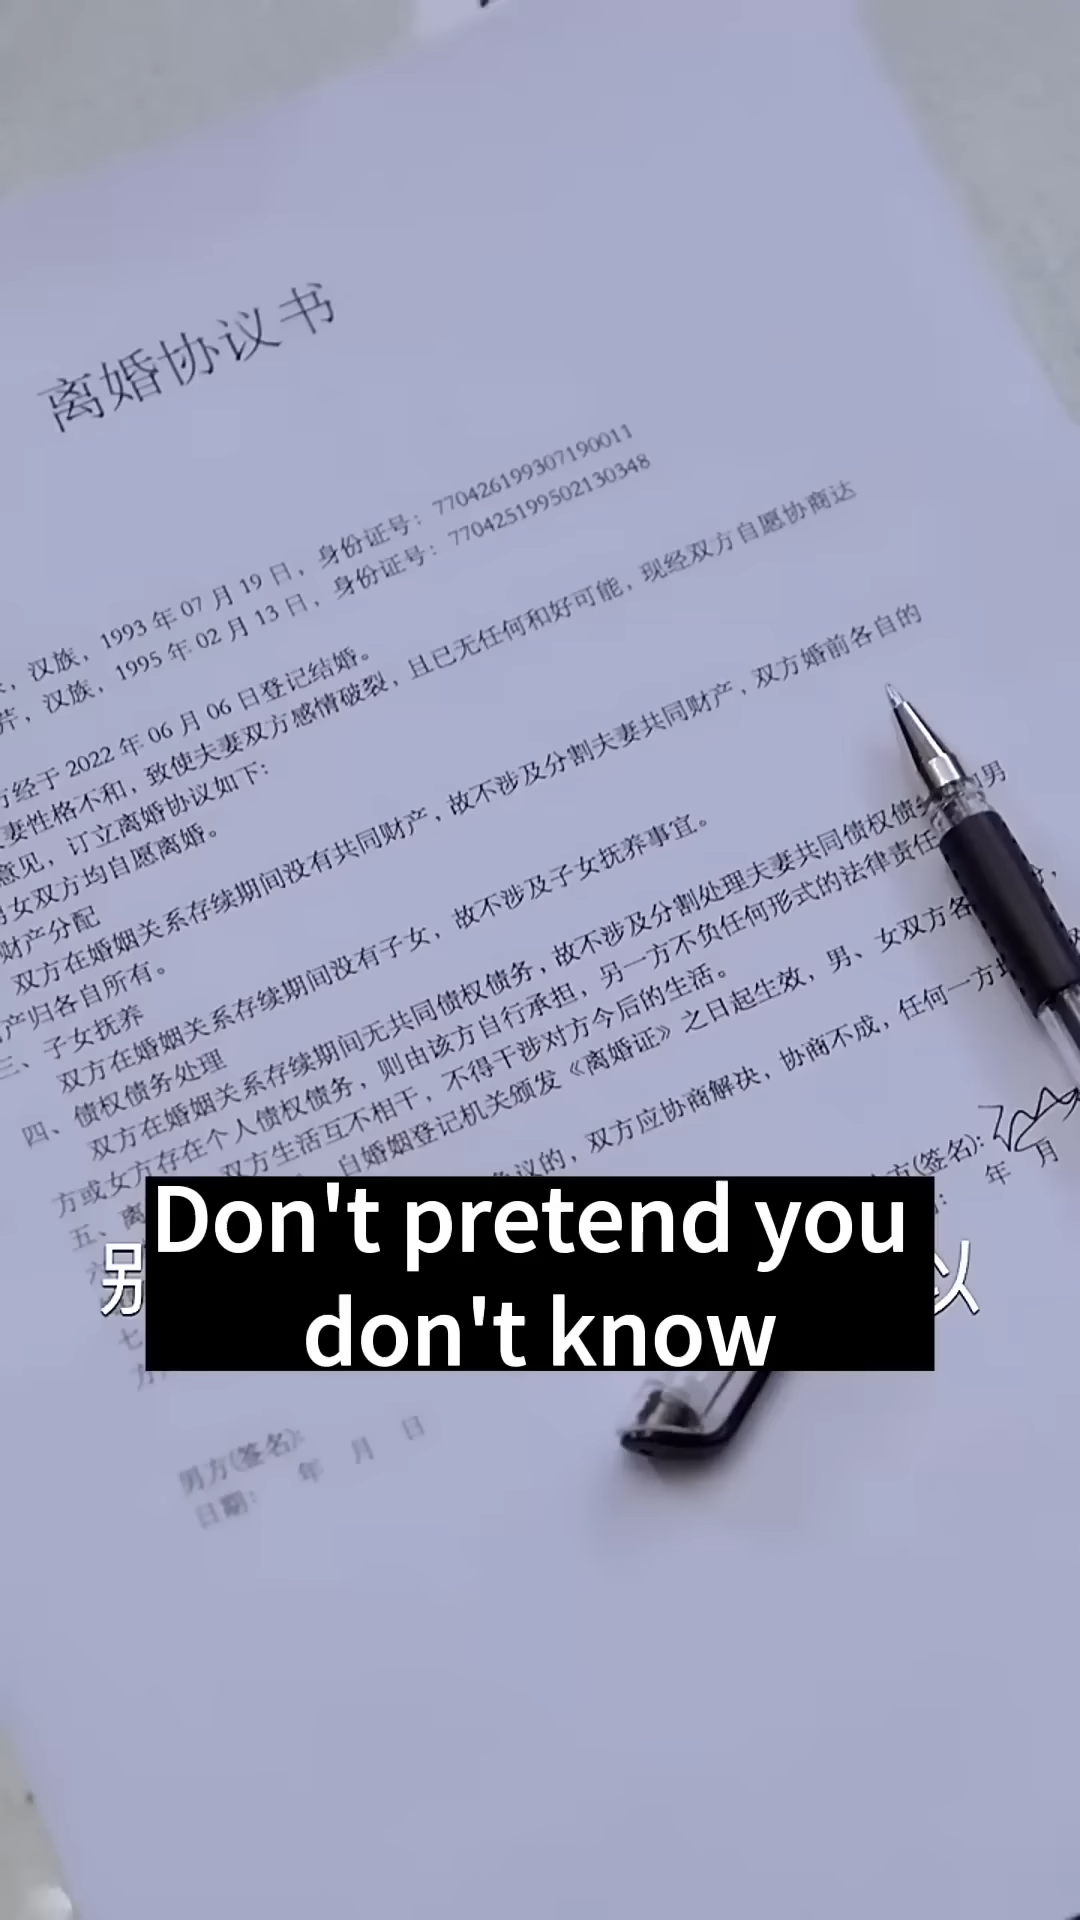 离婚协议书
汉族，1993年07月19日，身份证号：770426199307190011
芹，汉族，1995年02月13日，身份证号：770425199502130348
方经于2022年06月06日登记结婚。
妻性格不和，致使夫妻双方感情破裂，且已无任何和好可能，现经双方自愿协商达
意见，订立离婚协议如下：
男女双方均自愿离婚。
财产分配
双方在婚姻关系存续期间没有共同财产，故不涉及分割夫妻共同财产，双方婚前各自的
产归各自所有。
三、子女抚养
双方在婚姻关系存续期间没有子女，故不涉及子女抚养事宜。
四、债权债务处理
双方在婚姻关系存续期间无共同债权债务，故不涉及分割处理夫妻共同债权债务 男
方或女方存在个人债权债务，则由该方自行承担，另一方不负任何形式的法律责任
五、离 双方生活互不相干，不得干涉对方今后的生活。
六 自婚姻登记机关颁发《离婚证》之日起生效，男、女双方各
七 争议的，双方应协商解决，协商不成，任何一方均
方
方(签名)：
年 月
Don't pretend you
don't know
别 以
男方(签名)：
日期： 年 月 日